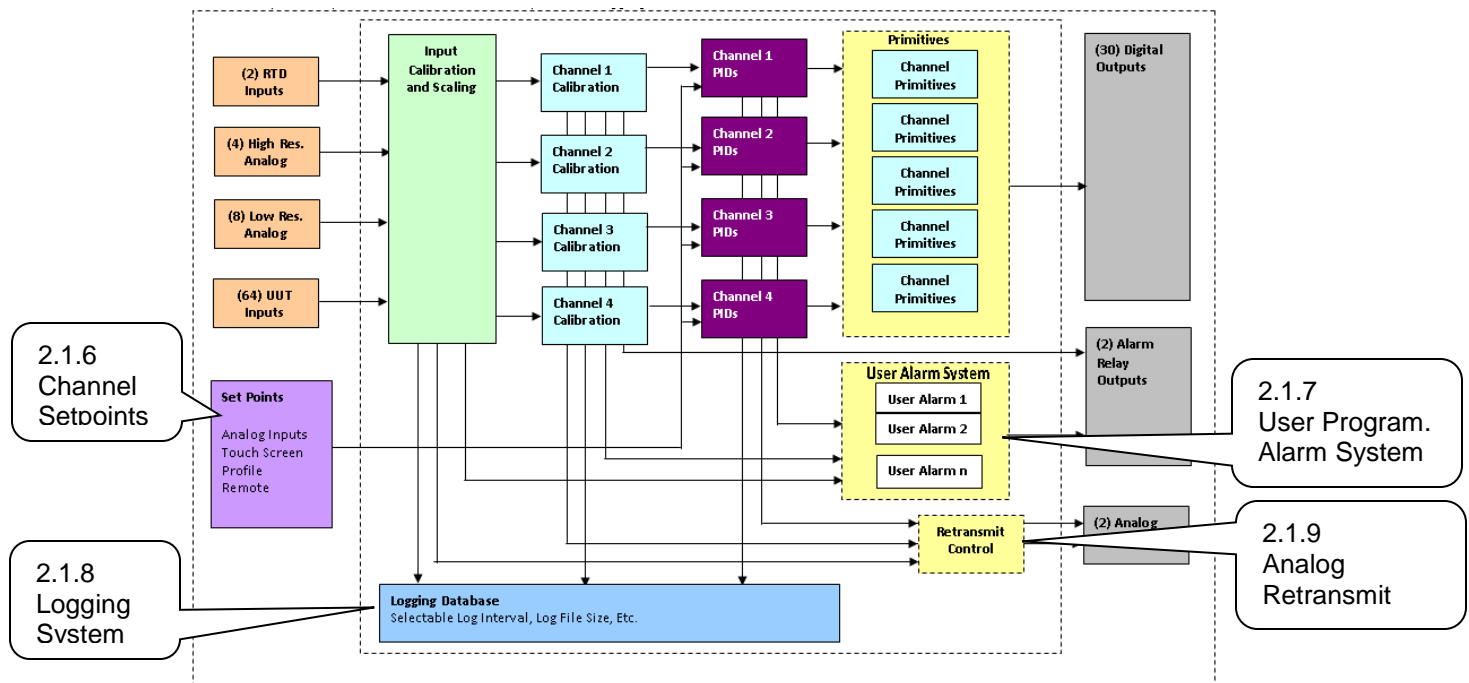 (2) RTD
Inputs
(4) High Res.
Analog
(8) Low Res.
Analog
(64) UUT
Inputs
Input
Calibration
and Scaling
Channel 1
Calibration
Channel 2
Calibration
Channel 3
Calibration
Channel 4
Calibration
Channel 1
PIDs
Channel 2
PIDs
Channel 3
PIDs
Channel 4
PIDs
Primitives
Channel
Primitives
Channel
Primitives
Channel
Primitives
Channel
Primitives
Channel
Primitives
(30) Digital
Outputs
(2) Alarm
Relay
Outputs
2.1.6
Channel
Setpoints
Set Points
Analog Inputs
Touch Screen
Profile
Remote
User Alarm System
User Alarm 1
User Alarm 2
User Alarm n
2.1.7
User Program.
Alarm System
Retransmit
Control
(2) Analog
2.1.9
Analog
Retransmit
2.1.8
Logging
System
Logging Database
Selectable Log Interval, Log File Size, Etc.